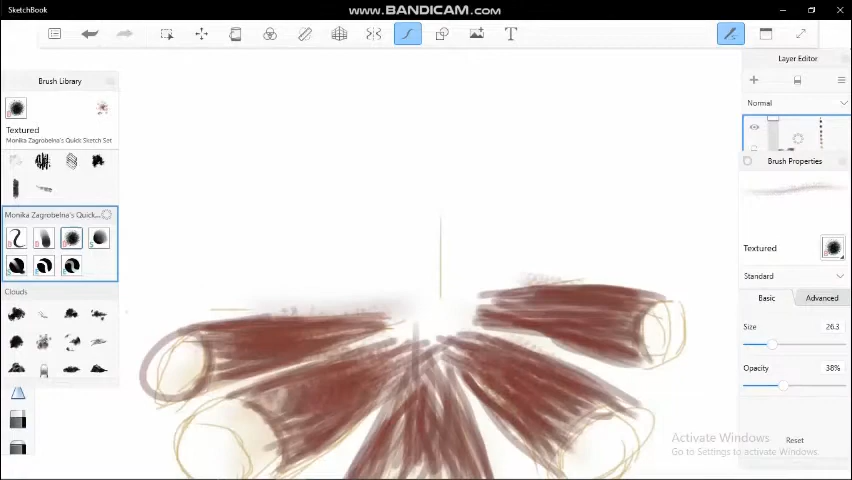 SketchBook
www.BANDICAM.com
T
Brush Library
Layer Editor
Normal
Textured
Monika Zagrobelna's Quick Sketch Set
Brush Properties
Monika Zagrobelna's Quick...
Textured
Standard
Clouds
Basic
Advanced
Size
26.3
Opacity
38%
Activate Windows
Go to Settings to activate Windows.
Reset